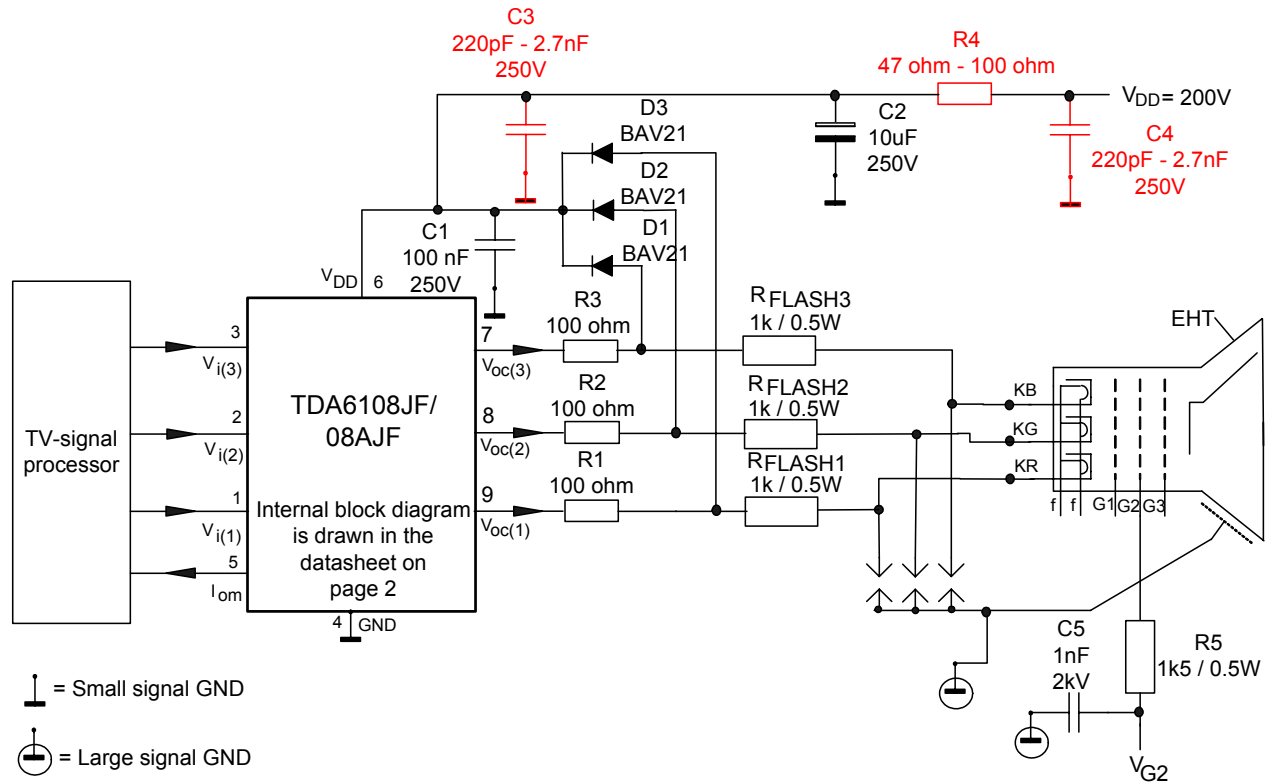 C3
220pF - 2.7nF
250V
R4
47 ohm - 100 ohm
VDD= 200V
D3
BAV21
C2
10uF
250V
C4
220pF - 2.7nF
250V
D2
BAV21
D1
BAV21
C1
100 nF
250V
VDD
6
R3
100 ohm
RFLASH3
1k / 0.5W
EHT
3
Vi(3)
7
Voc(3)
TV-signal
processor
TDA6108JF/
08AJF
2
Vi(2)
8
Voc(2)
R2
100 ohm
RFLASH2
1k / 0.5W
KB
KG
KR
1
Vi(1)
9
Voc(1)
R1
100 ohm
RFLASH1
1k / 0.5W
f
f
G1
G2
G3
Internal block diagram
is drawn in the
datasheet on
page 2
5
Iom
4
GND
C5
1nF
2kV
R5
1k5 / 0.5W
VG2
= Small signal GND
= Large signal GND